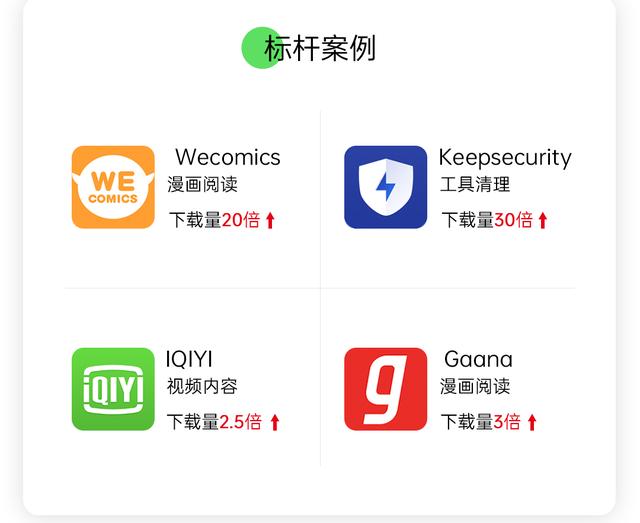 标杆案例
WE
COMICS
Wecomics
漫画阅读
下载量20倍
Keepsecurity
工具清理
下载量30倍
iQIYI
IQIYI
视频内容
下载量2.5倍
g
Gaana
漫画阅读
下载量3倍